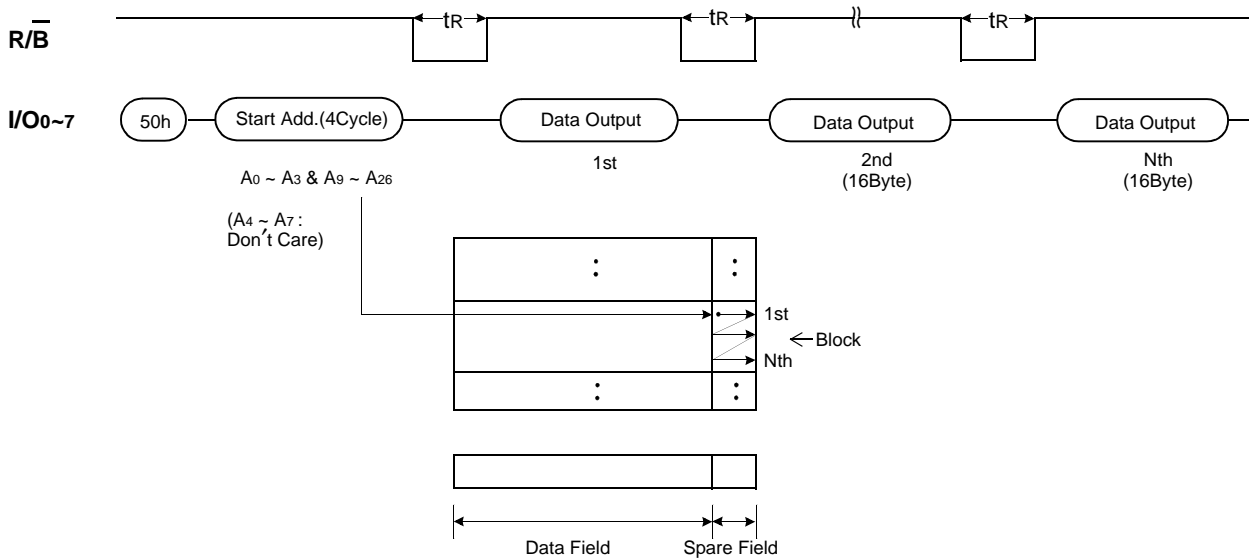 R/B
tR
tR
tR
I/O0~7
50h
Start Add.(4Cycle)
Data Output
Data Output
Data Output
1st
2nd
(16Byte)
Nth
(16Byte)
A0 ~ A3 & A9 ~ A26
(A4 ~ A7 :
Don't Care)
1st
Block
Nth
Data Field
Spare Field